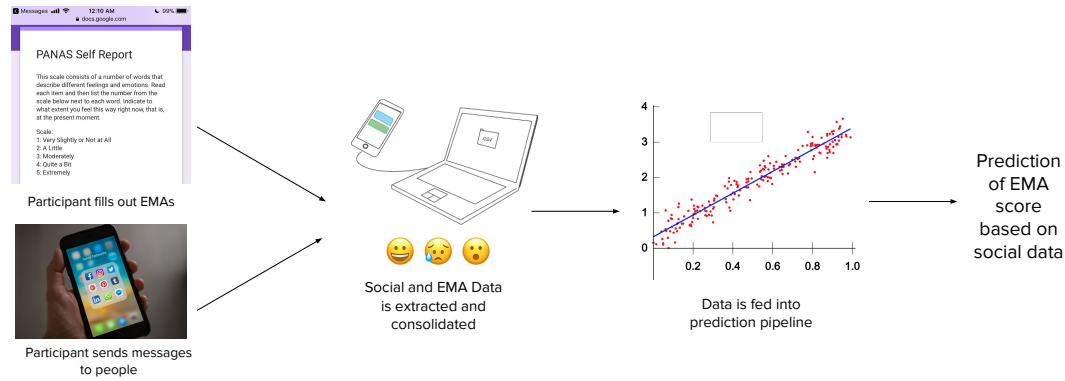 Messages 12:10 AM 99%
docs.google.com
PANAS Self Report
This scale consists of a number of words that
describe different feelings and emotions. Read
each item and then list the number from the
scale below next to each word. Indicate to
what extent you feel this way right now, that is,
at the present moment.
Scale:
1: Very Slightly or Not at All
2: A Little
3: Moderately
4: Quite a Bit
5: Extremely
Participant fills out EMAs
Participant sends messages
to people
Social and EMA Data
is extracted and
consolidated
4
3
2
1
0
0.2 0.4 0.6 0.8 1.0
Data is fed into
prediction pipeline
Prediction
of EMA
score
based on
social data